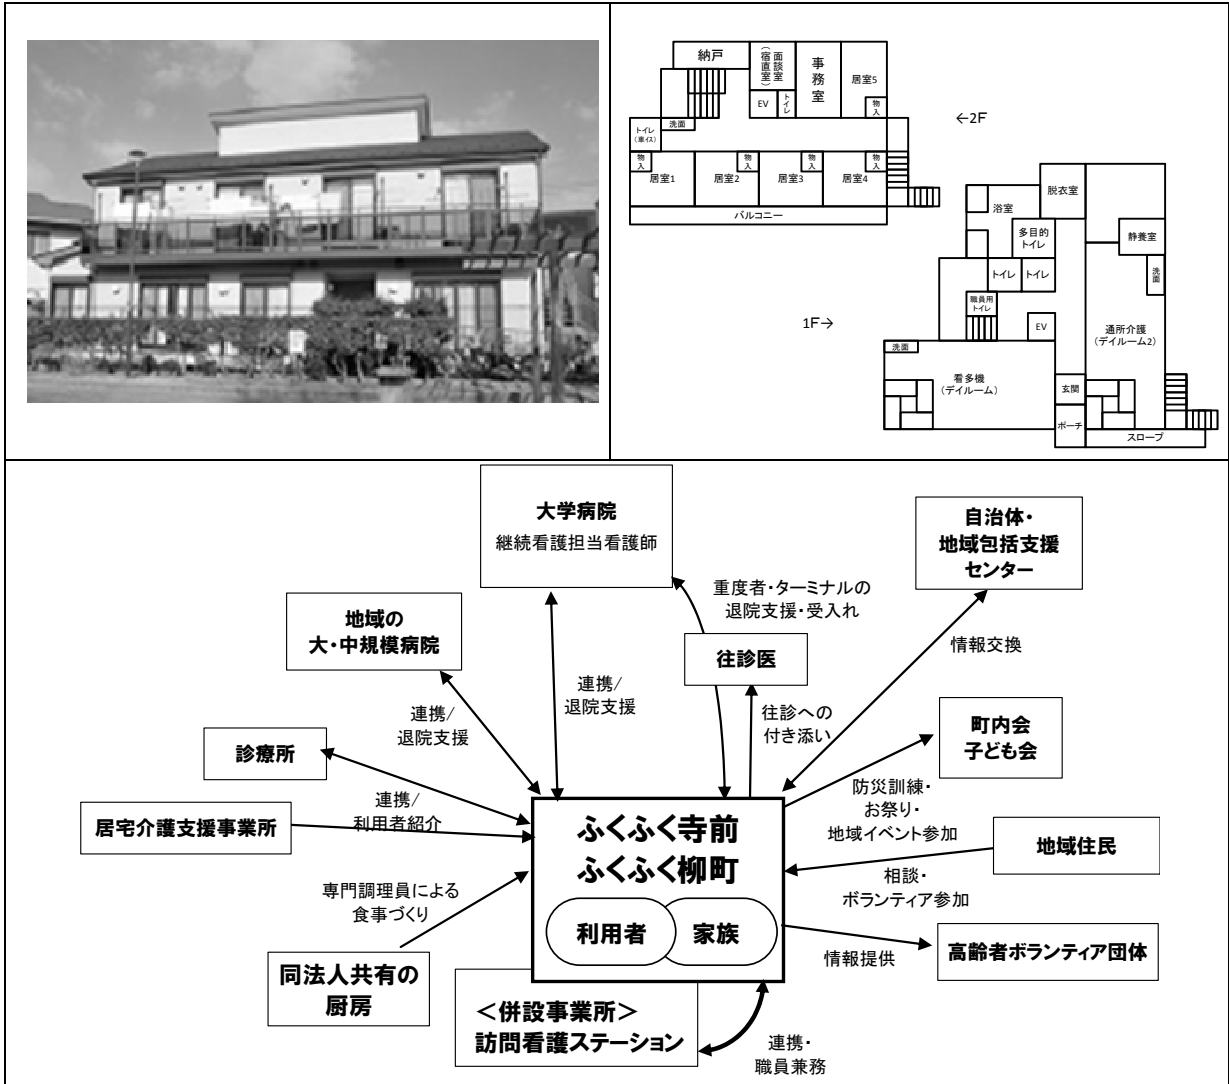 納戸
面談室
(宿直室)
事務室
居室5
EV
トイレ
物入
洗面
トイレ
(車イス)
物入
物入
物入
物入
居室1
居室2
居室3
居室4
バルコニー
←2F
脱衣室
浴室
多目的
トイレ
静養室
トイレ
トイレ
洗面
職員用
トイレ
1F→
EV
通所介護
(デイルーム2)
洗面
看多機
(デイルーム)
玄関
ポーチ
スロープ
大学病院
継続看護担当看護師
自治体・
地域包括支援
センター
重度者・ターミナルの
退院支援・受入れ
地域の
大・中規模病院
往診医
情報交換
連携/
退院支援
連携/
退院支援
往診への
付き添い
町内会
子ども会
診療所
連携/
利用者紹介
防災訓練・
お祭り・
地域イベント参加
居宅介護支援事業所
ふくふく寺前
ふくふく柳町
地域住民
相談・
ボランティア参加
専門調理員による
食事づくり
利用者
家族
情報提供
高齢者ボランティア団体
同法人共有の
厨房
<併設事業所>
訪問看護ステーション
連携・
職員兼務